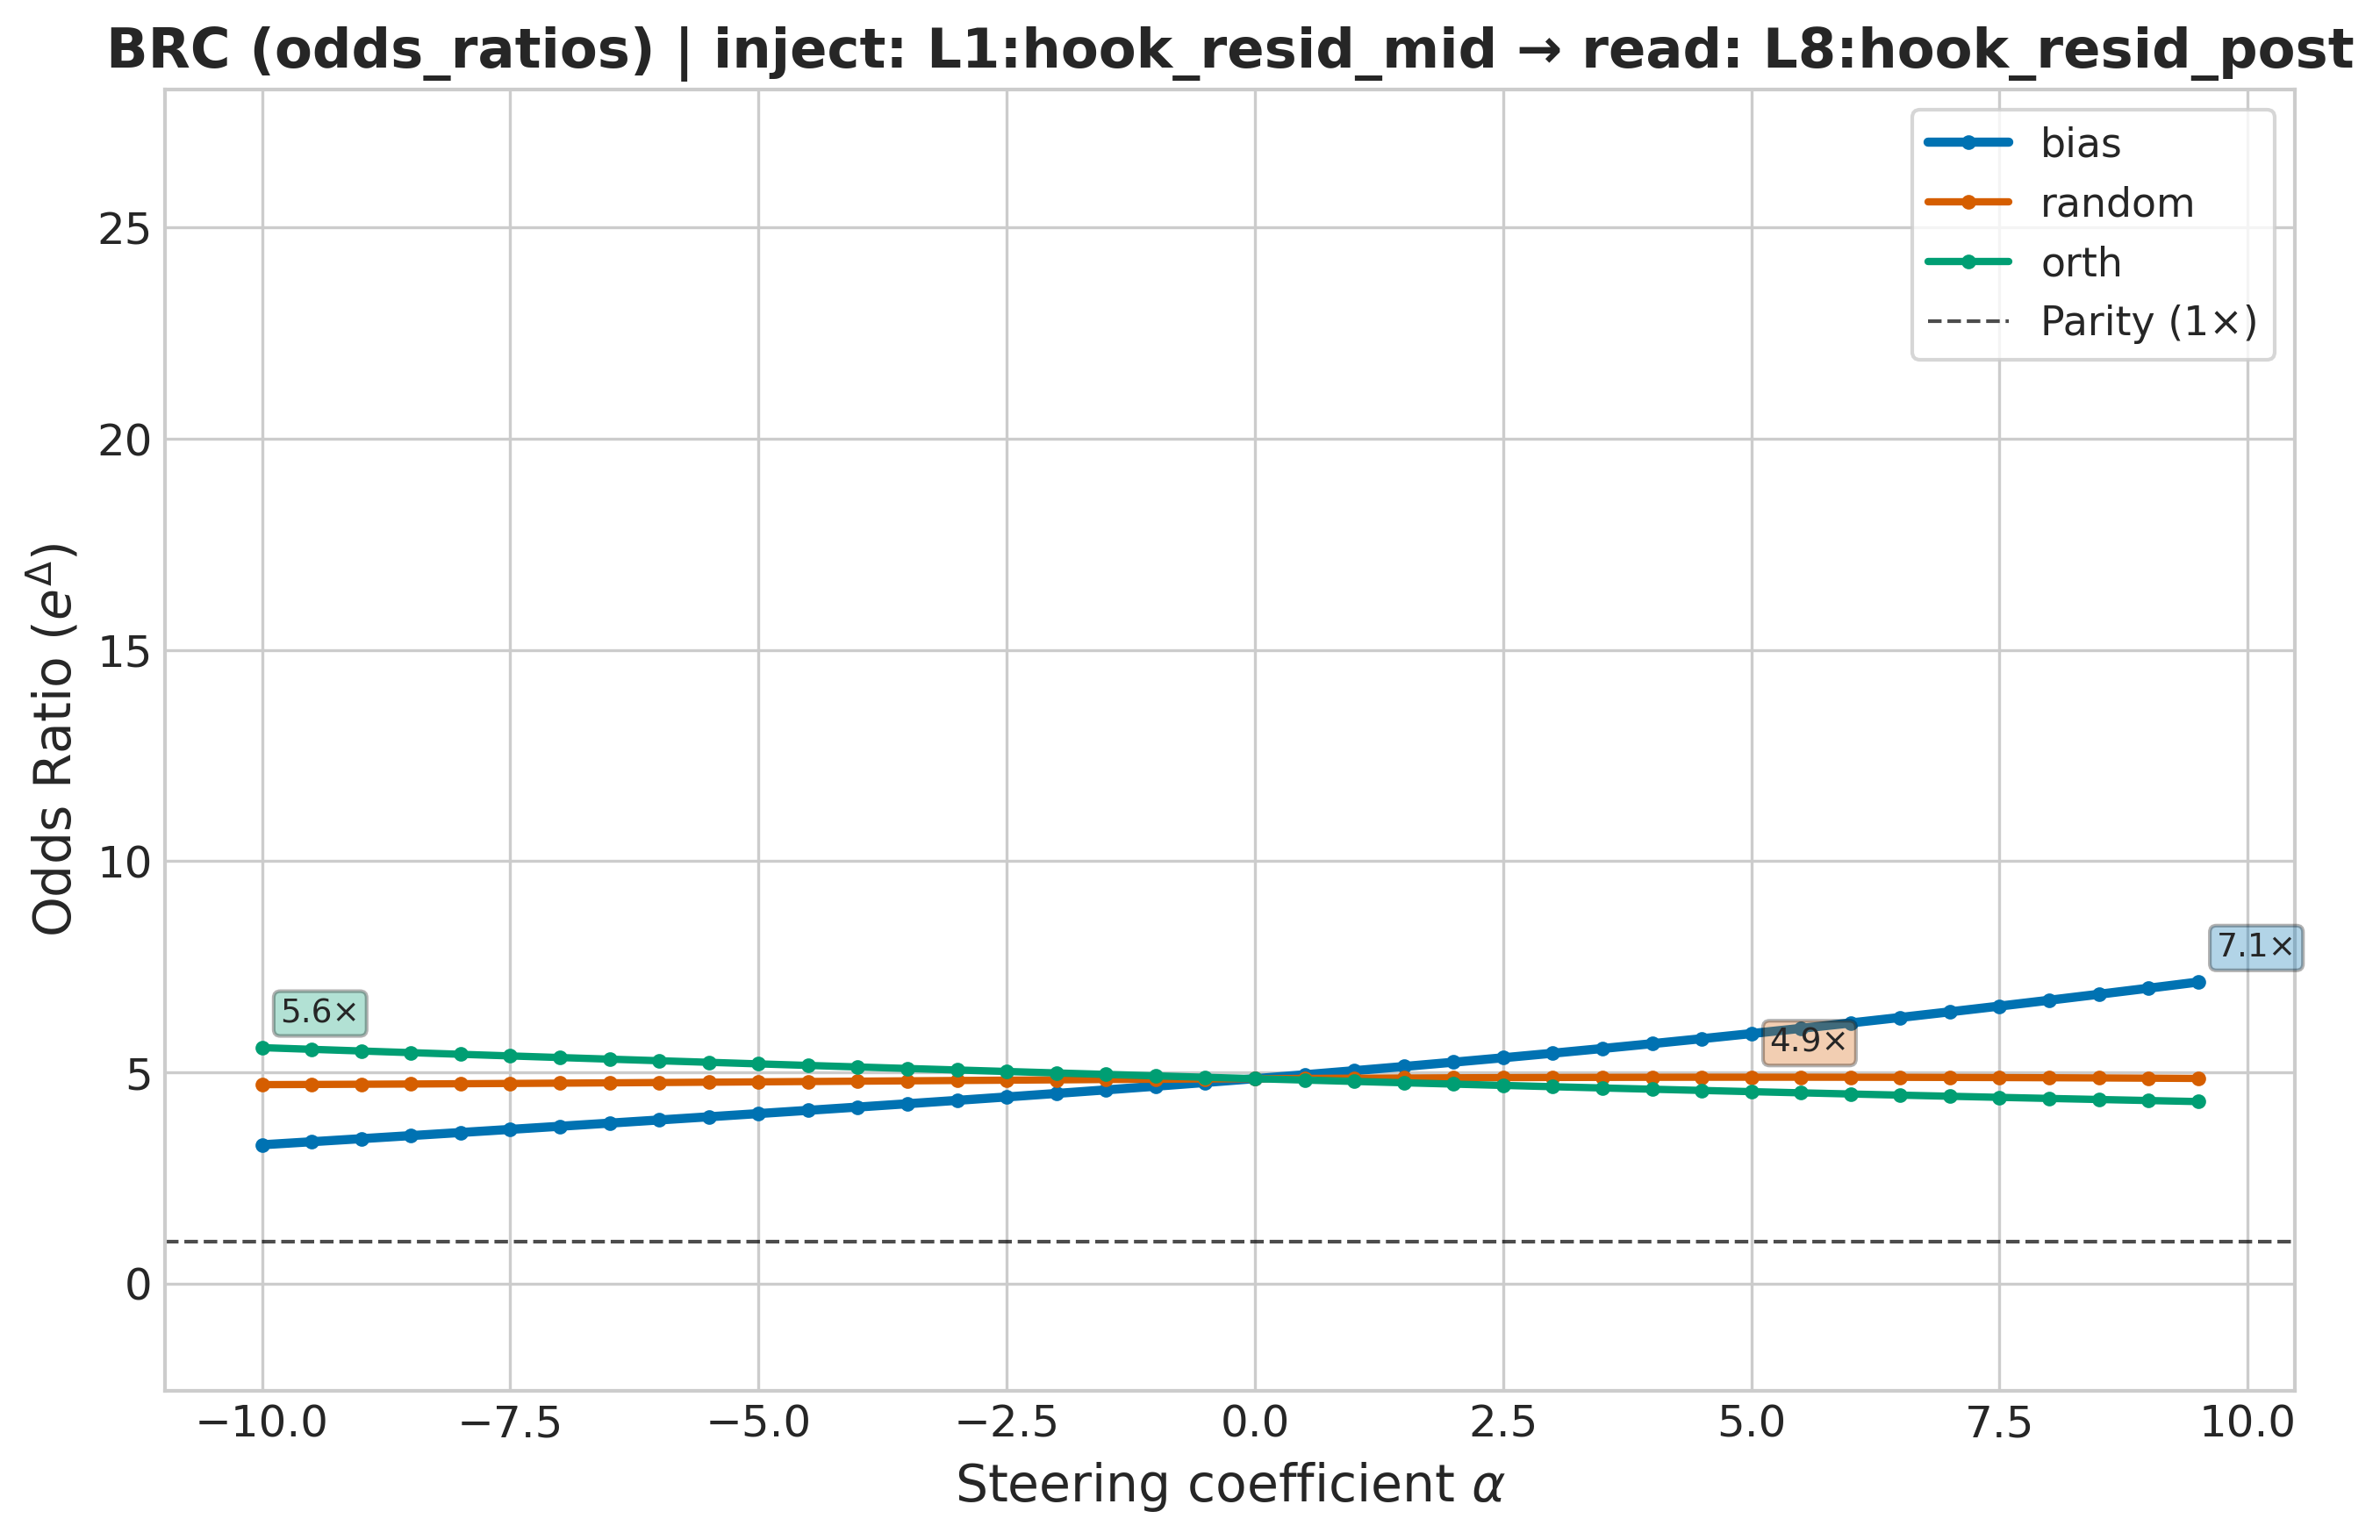 BRC (odds_ratios) | inject: L1:hook_resid_mid → read: L8:hook_resid_post
bias
random
orth
Parity (1×)
Odds Ratio (e^Δ)
25
20
15
10
5
0
5.6×
4.9×
7.1×
−10.0 −7.5 −5.0 −2.5 0.0 2.5 5.0 7.5 10.0
Steering coefficient α